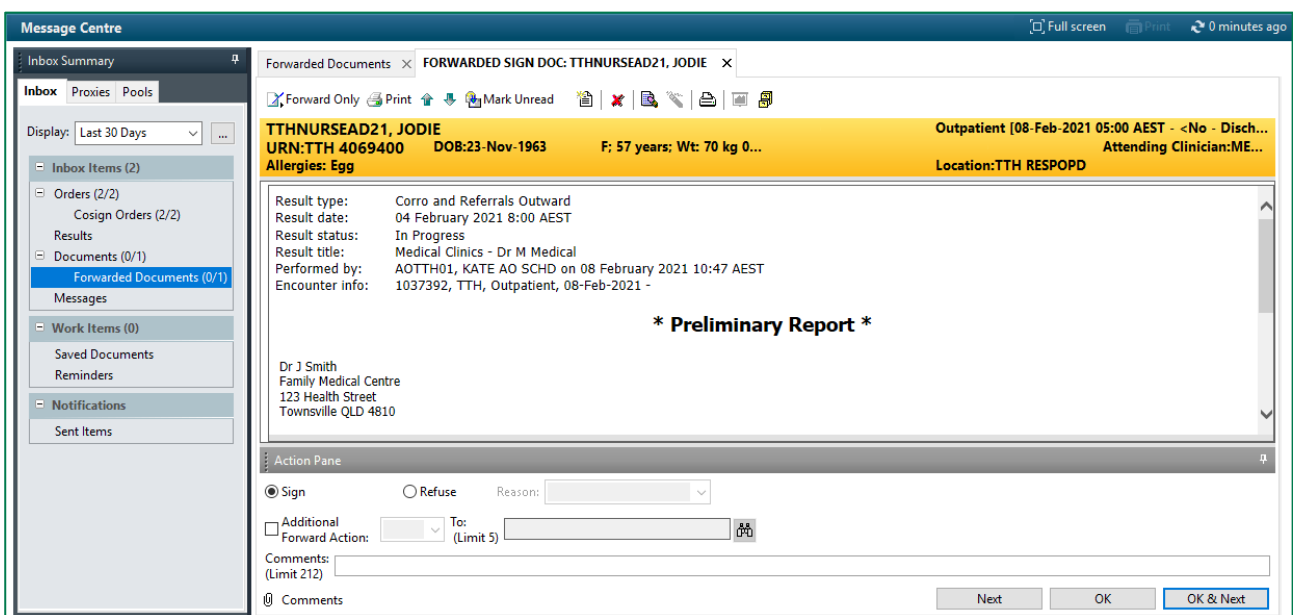 Message Centre
Full screen Print 0 minutes ago
Inbox Summary
Inbox Proxies Pools
Display: Last 30 Days ...
Inbox Items (2)
Orders (2/2)
Cosign Orders (2/2)
Results
Documents (0/1)
Forwarded Documents (0/1)
Messages
Work Items (0)
Saved Documents
Reminders
Notifications
Sent Items
Forwarded Documents FORWARDED SIGN DOC: TTHNURSEAD21, JODIE
Forward Only Print Mark Unread
TTHNURSEAD21, JODIE Outpatient [08-Feb-2021 05:00 AEST - <No - Disch...
URN:TTH 4069400 DOB:23-Nov-1963 F; 57 years; Wt: 70 kg 0... Attending Clinician:ME...
Allergies: Egg Location:TTH RESPOPD
Result type: Corro and Referrals Outward
Result date: 04 February 2021 8:00 AEST
Result status: In Progress
Result title: Medical Clinics - Dr M Medical
Performed by: AOTTH01, KATE AO SCHD on 08 February 2021 10:47 AEST
Encounter info: 1037392, TTH, Outpatient, 08-Feb-2021 -
* Preliminary Report *
Dr J Smith
Family Medical Centre
123 Health Street
Townsville QLD 4810
Action Pane
Sign Refuse Reason:
Additional To:
Forward Action: (Limit 5)
Comments:
(Limit 212)
Comments Next OK OK & Next